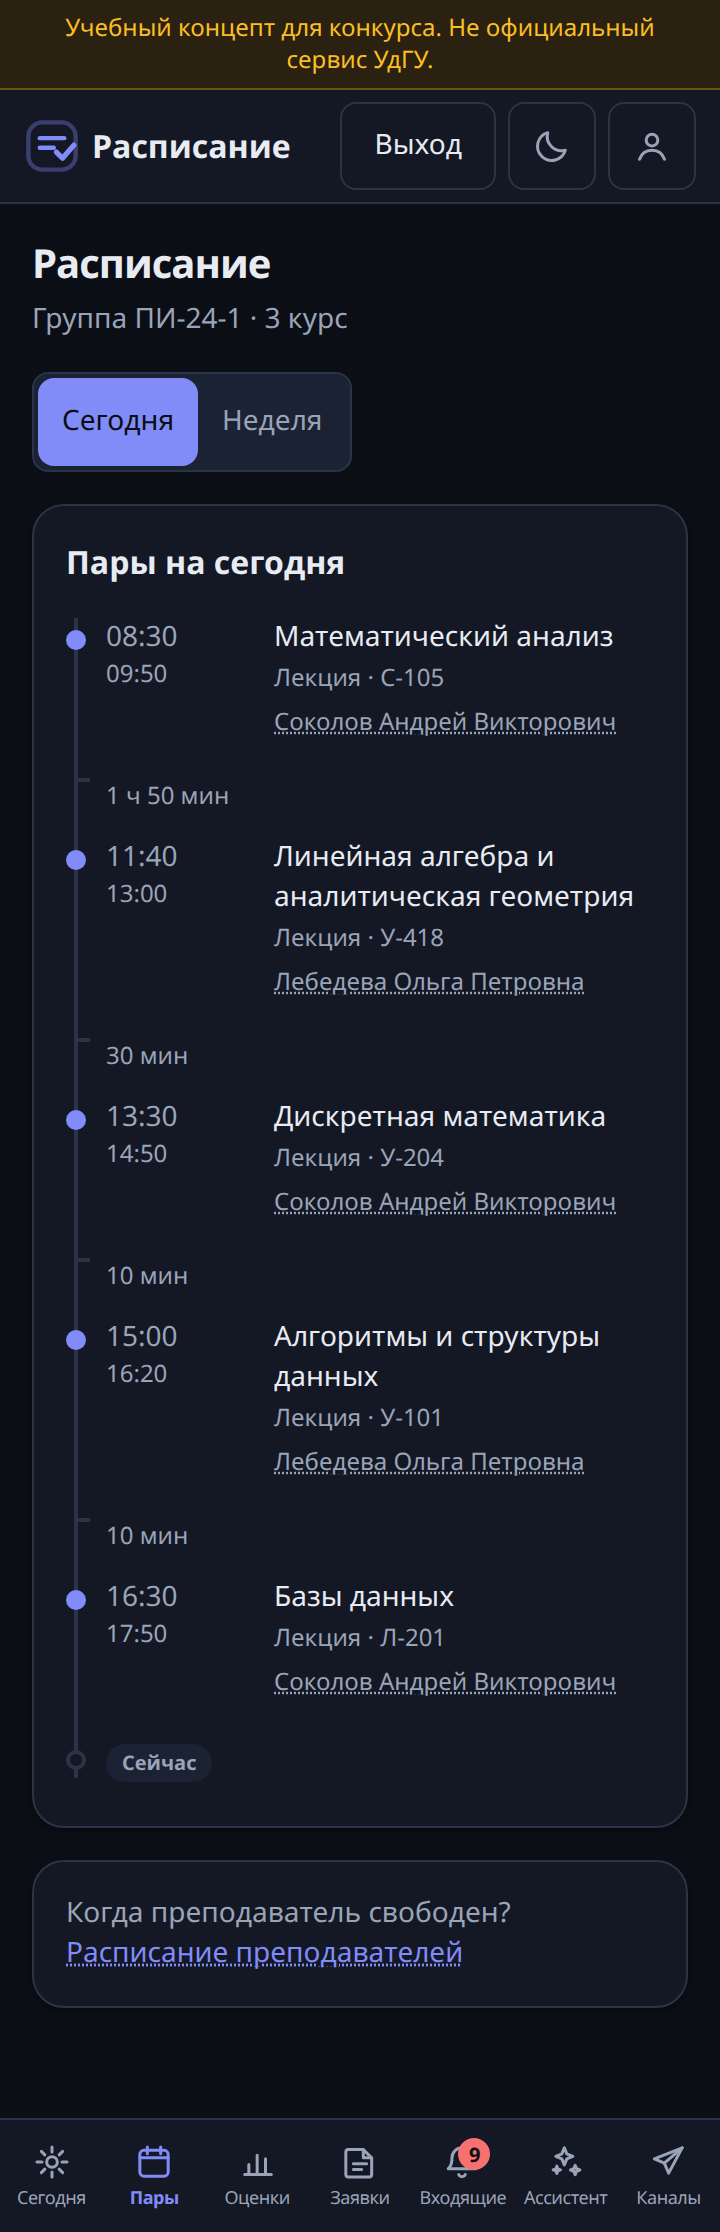 Учебный концепт для конкурса. Не официальный
сервис УдГУ.
Расписание
Выход
Расписание
Группа ПИ-24-1 · 3 курс
Сегодня
Неделя
Пары на сегодня
08:30
09:50
Математический анализ
Лекция · С-105
Соколов Андрей Викторович
1 ч 50 мин
11:40
13:00
Линейная алгебра и
аналитическая геометрия
Лекция · У-418
Лебедева Ольга Петровна
30 мин
13:30
14:50
Дискретная математика
Лекция · У-204
Соколов Андрей Викторович
10 мин
15:00
16:20
Алгоритмы и структуры
данных
Лекция · У-101
Лебедева Ольга Петровна
10 мин
16:30
17:50
Базы данных
Лекция · Л-201
Соколов Андрей Викторович
Сейчас
Когда преподаватель свободен?
Расписание преподавателей
9
Сегодня
Пары
Оценки
Заявки
Входящие
Ассистент
Каналы